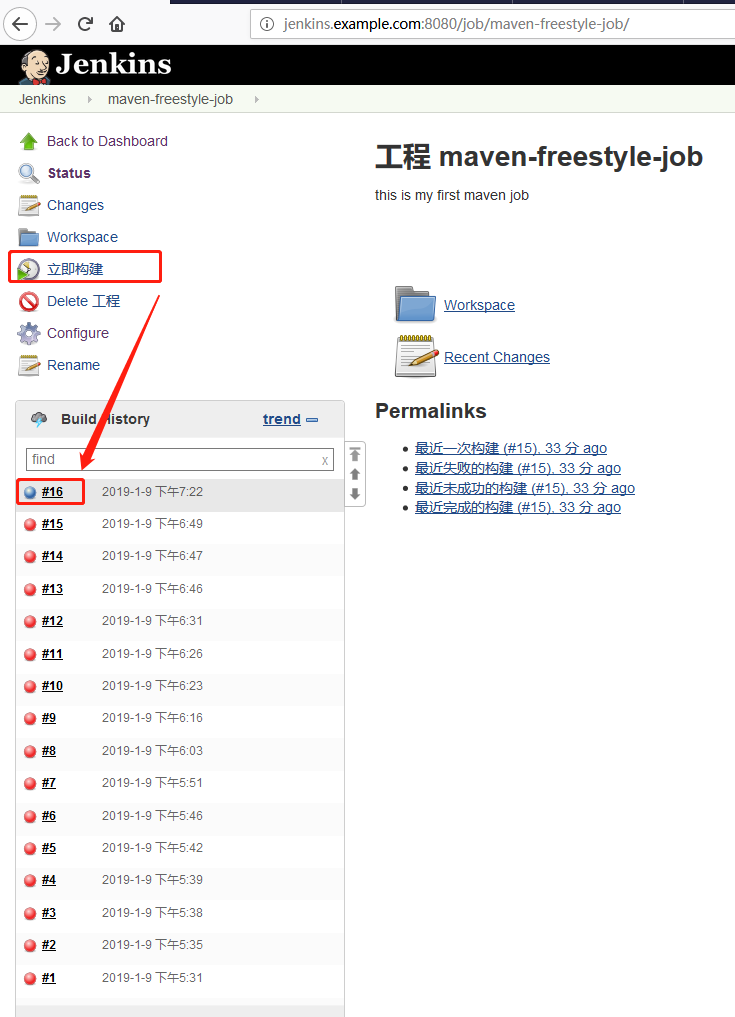 jenkins.example.com:8080/job/maven-freestyle-job/
Jenkins
Jenkins maven-freestyle-job
Back to Dashboard
Status
Changes
Workspace
立即构建
Delete 工程
Configure
Rename
工程 maven-freestyle-job
this is my first maven job
Workspace
Recent Changes
Permalinks
最近一次构建 (#15). 33 分 ago
最近失败的构建 (#15). 33 分 ago
最近未成功的构建 (#15). 33 分 ago
最近完成的构建 (#15). 33 分 ago
Build History trend
find x
#16 2019-1-9 下午7:22
#15 2019-1-9 下午6:49
#14 2019-1-9 下午6:47
#13 2019-1-9 下午6:46
#12 2019-1-9 下午6:31
#11 2019-1-9 下午6:26
#10 2019-1-9 下午6:23
#9 2019-1-9 下午6:16
#8 2019-1-9 下午6:03
#7 2019-1-9 下午5:51
#6 2019-1-9 下午5:46
#5 2019-1-9 下午5:42
#4 2019-1-9 下午5:39
#3 2019-1-9 下午5:38
#2 2019-1-9 下午5:35
#1 2019-1-9 下午5:31